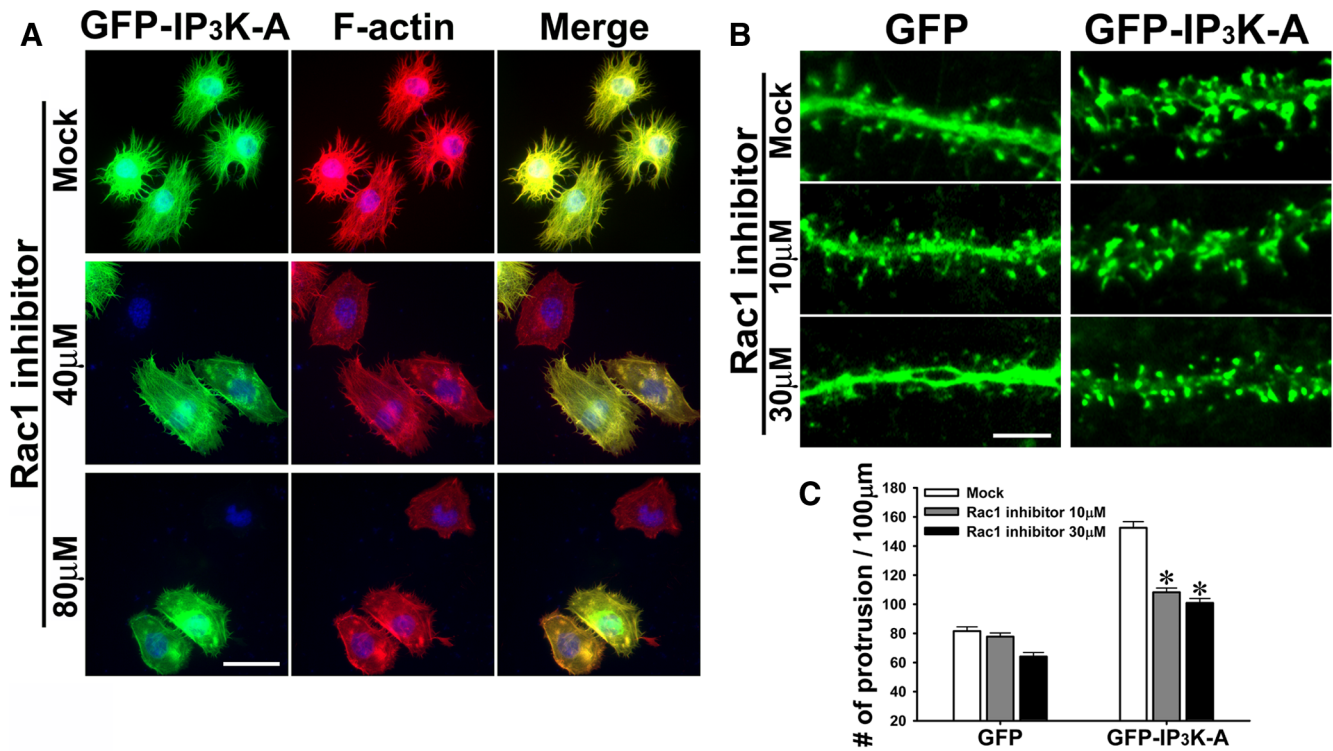 A
GFP-IP3K-A
F-actin
Merge
Rac1 inhibitor
Mock
40μM
80μM
B
GFP
GFP-IP3K-A
Rac1 inhibitor
Mock
10μM
30μM
C
# of protrusion / 100μm
180
160
140
120
100
80
60
40
20
Mock
Rac1 inhibitor 10μM
Rac1 inhibitor 30μM
*
*
GFP
GFP-IP3K-A